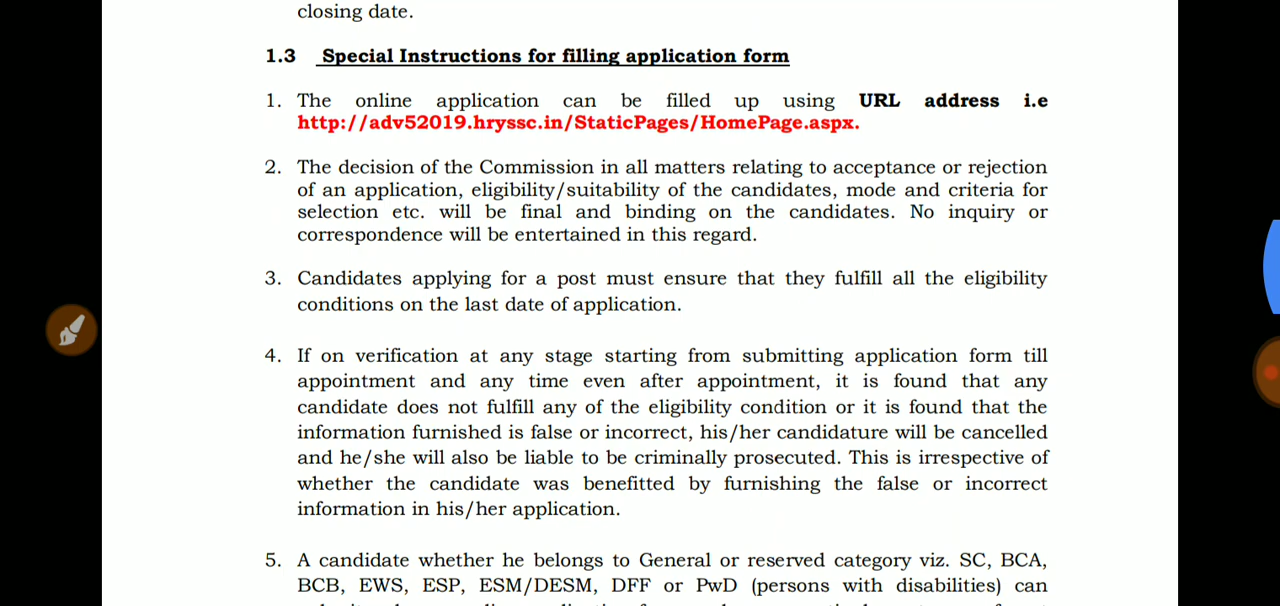 closing date.
1.3 Special Instructions for filling application form
1. The online application can be filled up using URL address i.e
http://adv52019.hryssc.in/StaticPages/HomePage.aspx.
2. The decision of the Commission in all matters relating to acceptance or rejection
of an application, eligibility/suitability of the candidates, mode and criteria for
selection etc. will be final and binding on the candidates. No inquiry or
correspondence will be entertained in this regard.
3. Candidates applying for a post must ensure that they fulfill all the eligibility
conditions on the last date of application.
4. If on verification at any stage starting from submitting application form till
appointment and any time even after appointment, it is found that any
candidate does not fulfill any of the eligibility condition or it is found that the
information furnished is false or incorrect, his/her candidature will be cancelled
and he/she will also be liable to be criminally prosecuted. This is irrespective of
whether the candidate was benefitted by furnishing the false or incorrect
information in his/her application.
5. A candidate whether he belongs to General or reserved category viz. SC, BCA,
BCB, EWS, ESP, ESM/DESM, DFF or PwD (persons with disabilities) can